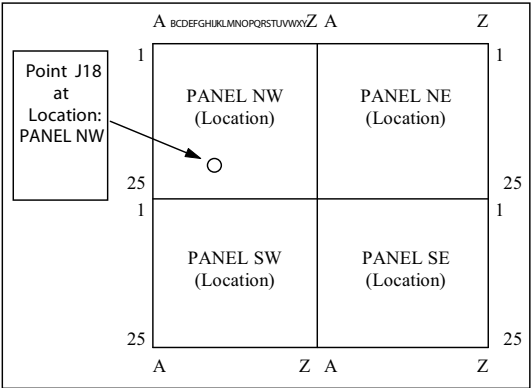 A BCDEFGHIJKLMNOPQRSTUVWXYZ A Z
1 1
Point J18
at
Location:
PANEL NW
PANEL NW
(Location)
PANEL NE
(Location)
25 25
1 1
PANEL SW
(Location)
PANEL SE
(Location)
25 25
A Z A Z